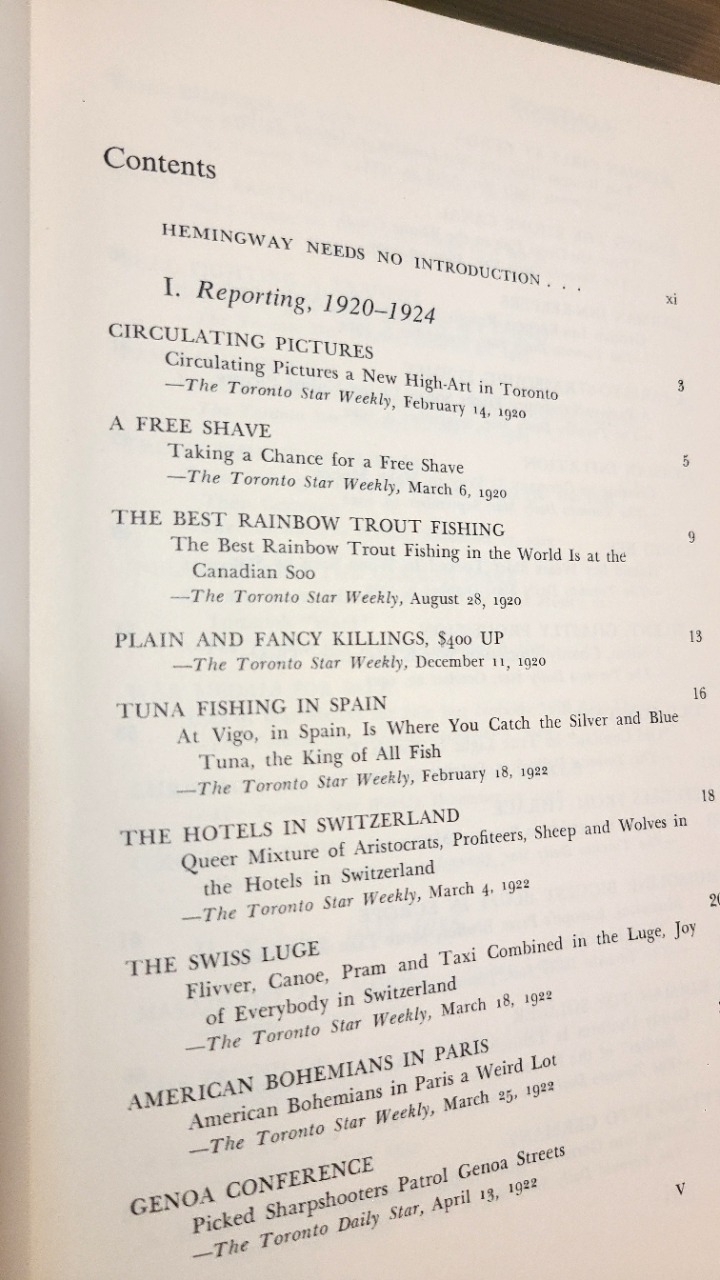 Contents
HEMINGWAY NEEDS NO INTRODUCTION . . . xi
I. Reporting, 1920–1924
CIRCULATING PICTURES 3
Circulating Pictures a New High-Art in Toronto
—The Toronto Star Weekly, February 14, 1920
A FREE SHAVE 5
Taking a Chance for a Free Shave
—The Toronto Star Weekly, March 6, 1920
THE BEST RAINBOW TROUT FISHING 9
The Best Rainbow Trout Fishing in the World Is at the
Canadian Soo
—The Toronto Star Weekly, August 28, 1920
PLAIN AND FANCY KILLINGS, $400 UP 13
—The Toronto Star Weekly, December 11, 1920
TUNA FISHING IN SPAIN 16
At Vigo, in Spain, Is Where You Catch the Silver and Blue
Tuna, the King of All Fish
—The Toronto Star Weekly, February 18, 1922
THE HOTELS IN SWITZERLAND 18
Queer Mixture of Aristocrats, Profiteers, Sheep and Wolves in
the Hotels in Switzerland
—The Toronto Star Weekly, March 4, 1922
THE SWISS LUGE
Flivver, Canoe, Pram and Taxi Combined in the Luge, Joy
of Everybody in Switzerland
—The Toronto Star Weekly, March 18, 1922
AMERICAN BOHEMIANS IN PARIS
American Bohemians in Paris a Weird Lot
—The Toronto Star Weekly, March 25, 1922
GENOA CONFERENCE
Picked Sharpshooters Patrol Genoa Streets
—The Toronto Daily Star, April 13, 1922
v